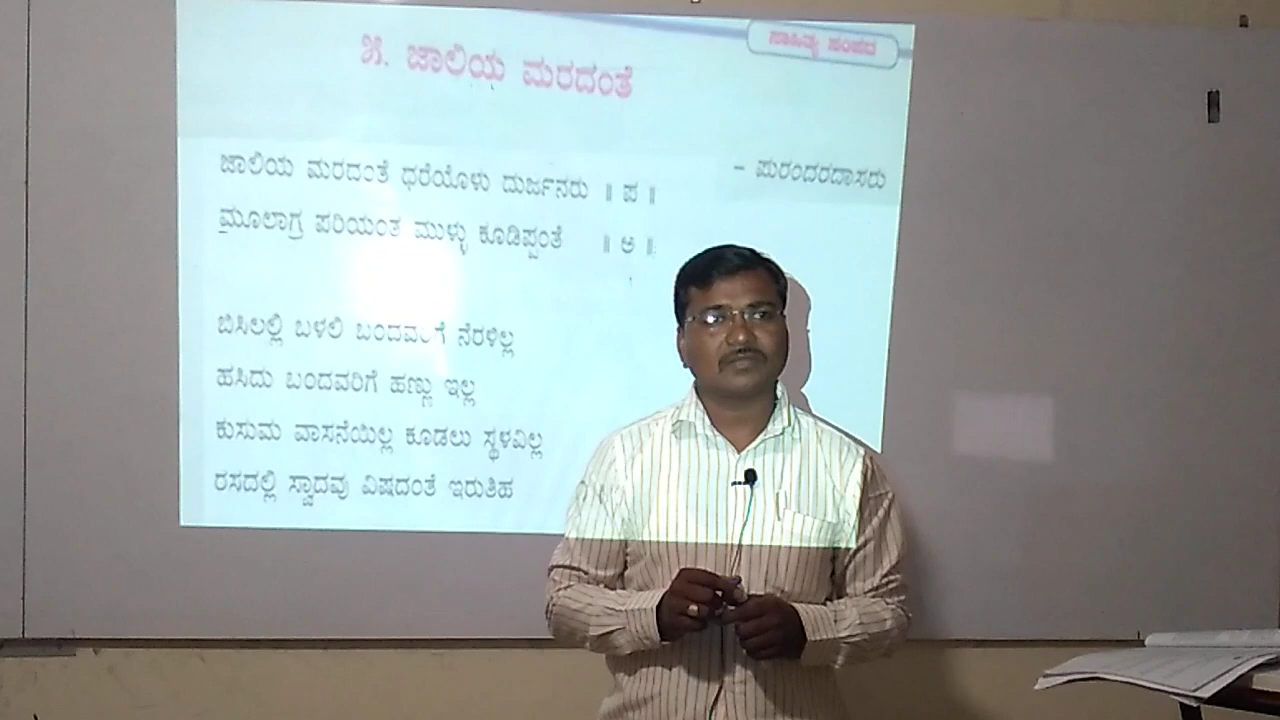 ಸಾಹಿತ್ಯ ಸಂಪದ
೫. ಜಾಲಿಯ ಮರದಂತೆ
– ಪುರಂದರದಾಸರು
ಜಾಲಿಯ ಮರದಂತೆ ಧರೆಯೊಳು ದುರ್ಜನರು ॥ ಪ ॥
ಮೂಲಾಗ್ರ ಪರಿಯಂತ ಮುಳ್ಳು ಕೂಡಿಪ್ಪಂತೆ ॥ ಅ ॥
ಬಿಸಿಲಲ್ಲಿ ಬಳಲಿ ಬಂದವರಿಗೆ ನೆರಳಿಲ್ಲ
ಹಸಿದು ಬಂದವರಿಗೆ ಹಣ್ಣು ಇಲ್ಲ
ಕುಸುಮ ವಾಸನೆಯಿಲ್ಲ ಕೂಡಲು ಸ್ಥಳವಿಲ್ಲ
ರಸದಲ್ಲಿ ಸ್ವಾದವು ವಿಷದಂತೆ ಇರುತಿಹ